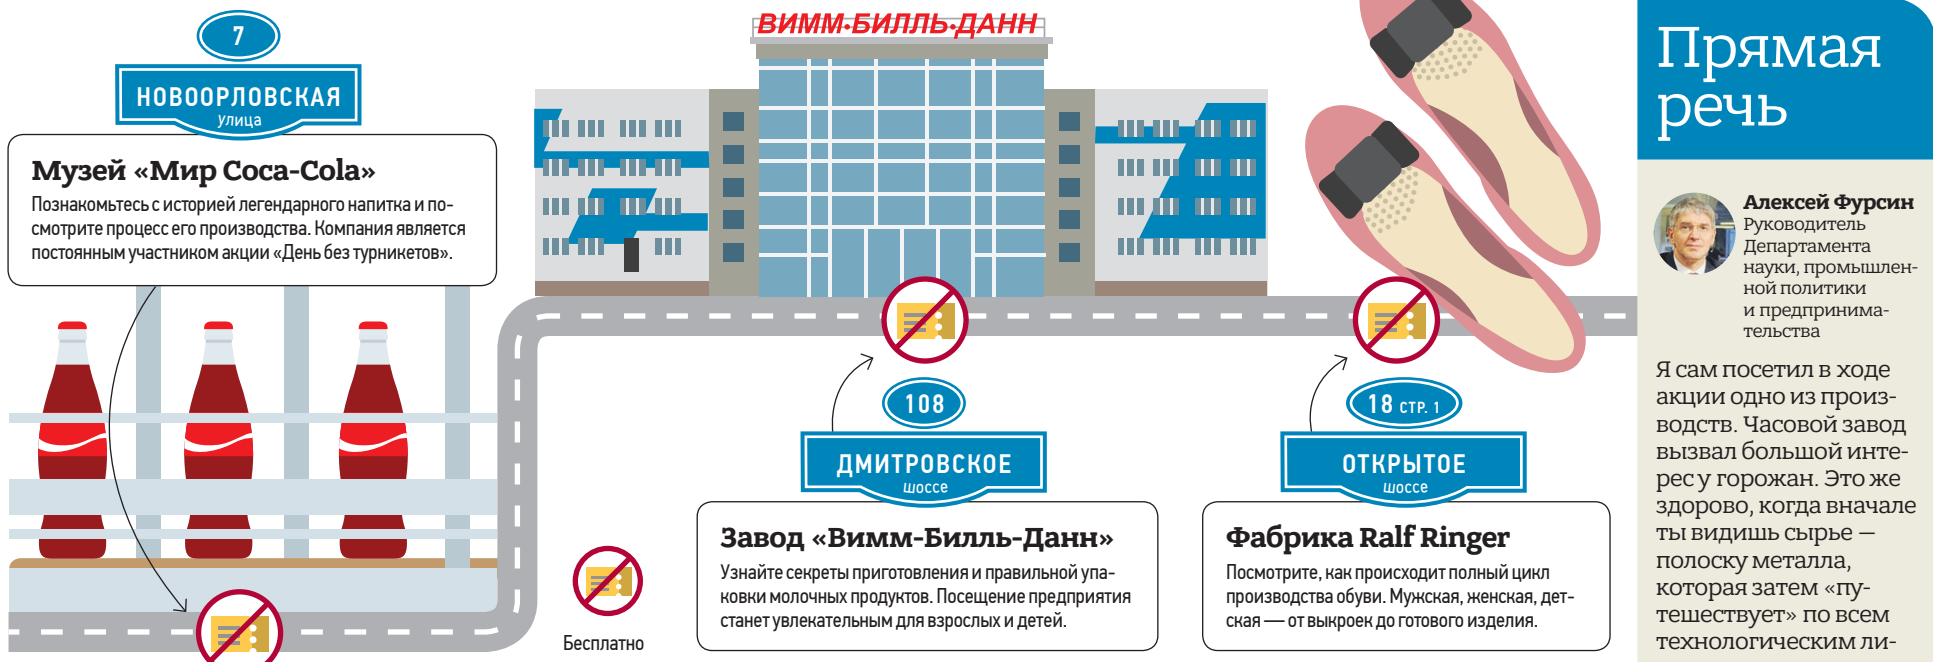 7
НОВООРЛОВСКАЯ
улица
Музей «Мир Coca-Cola»
Познакомьтесь с историей легендарного напитка и по-
смотрите процесс его производства. Компания является
постоянным участником акции «День без турникетов».
ВИММ•БИЛЛЬ•ДАНН
108
ДМИТРОВСКОЕ
шоссе
Завод «Вимм-Билль-Данн»
Узнайте секреты приготовления и правильной упа-
ковки молочных продуктов. Посещение предприятия
станет увлекательным для взрослых и детей.
Бесплатно
18 СТР. 1
ОТКРЫТОЕ
шоссе
Фабрика Ralf Ringer
Посмотрите, как происходит полный цикл
производства обуви. Мужская, женская, дет-
ская — от выкроек до готового изделия.
Прямая
речь
Алексей Фурсин
Руководитель
Департамента
науки, промышлен-
ной политики
и предпринима-
тельства
Я сам посетил в ходе
акции одно из произ-
водств. Часовой завод
вызвал большой инте-
рес у горожан. Это же
здорово, когда вначале
ты видишь сырье —
полоску металла,
которая затем «пу-
тешествует» по всем
технологическим ли-